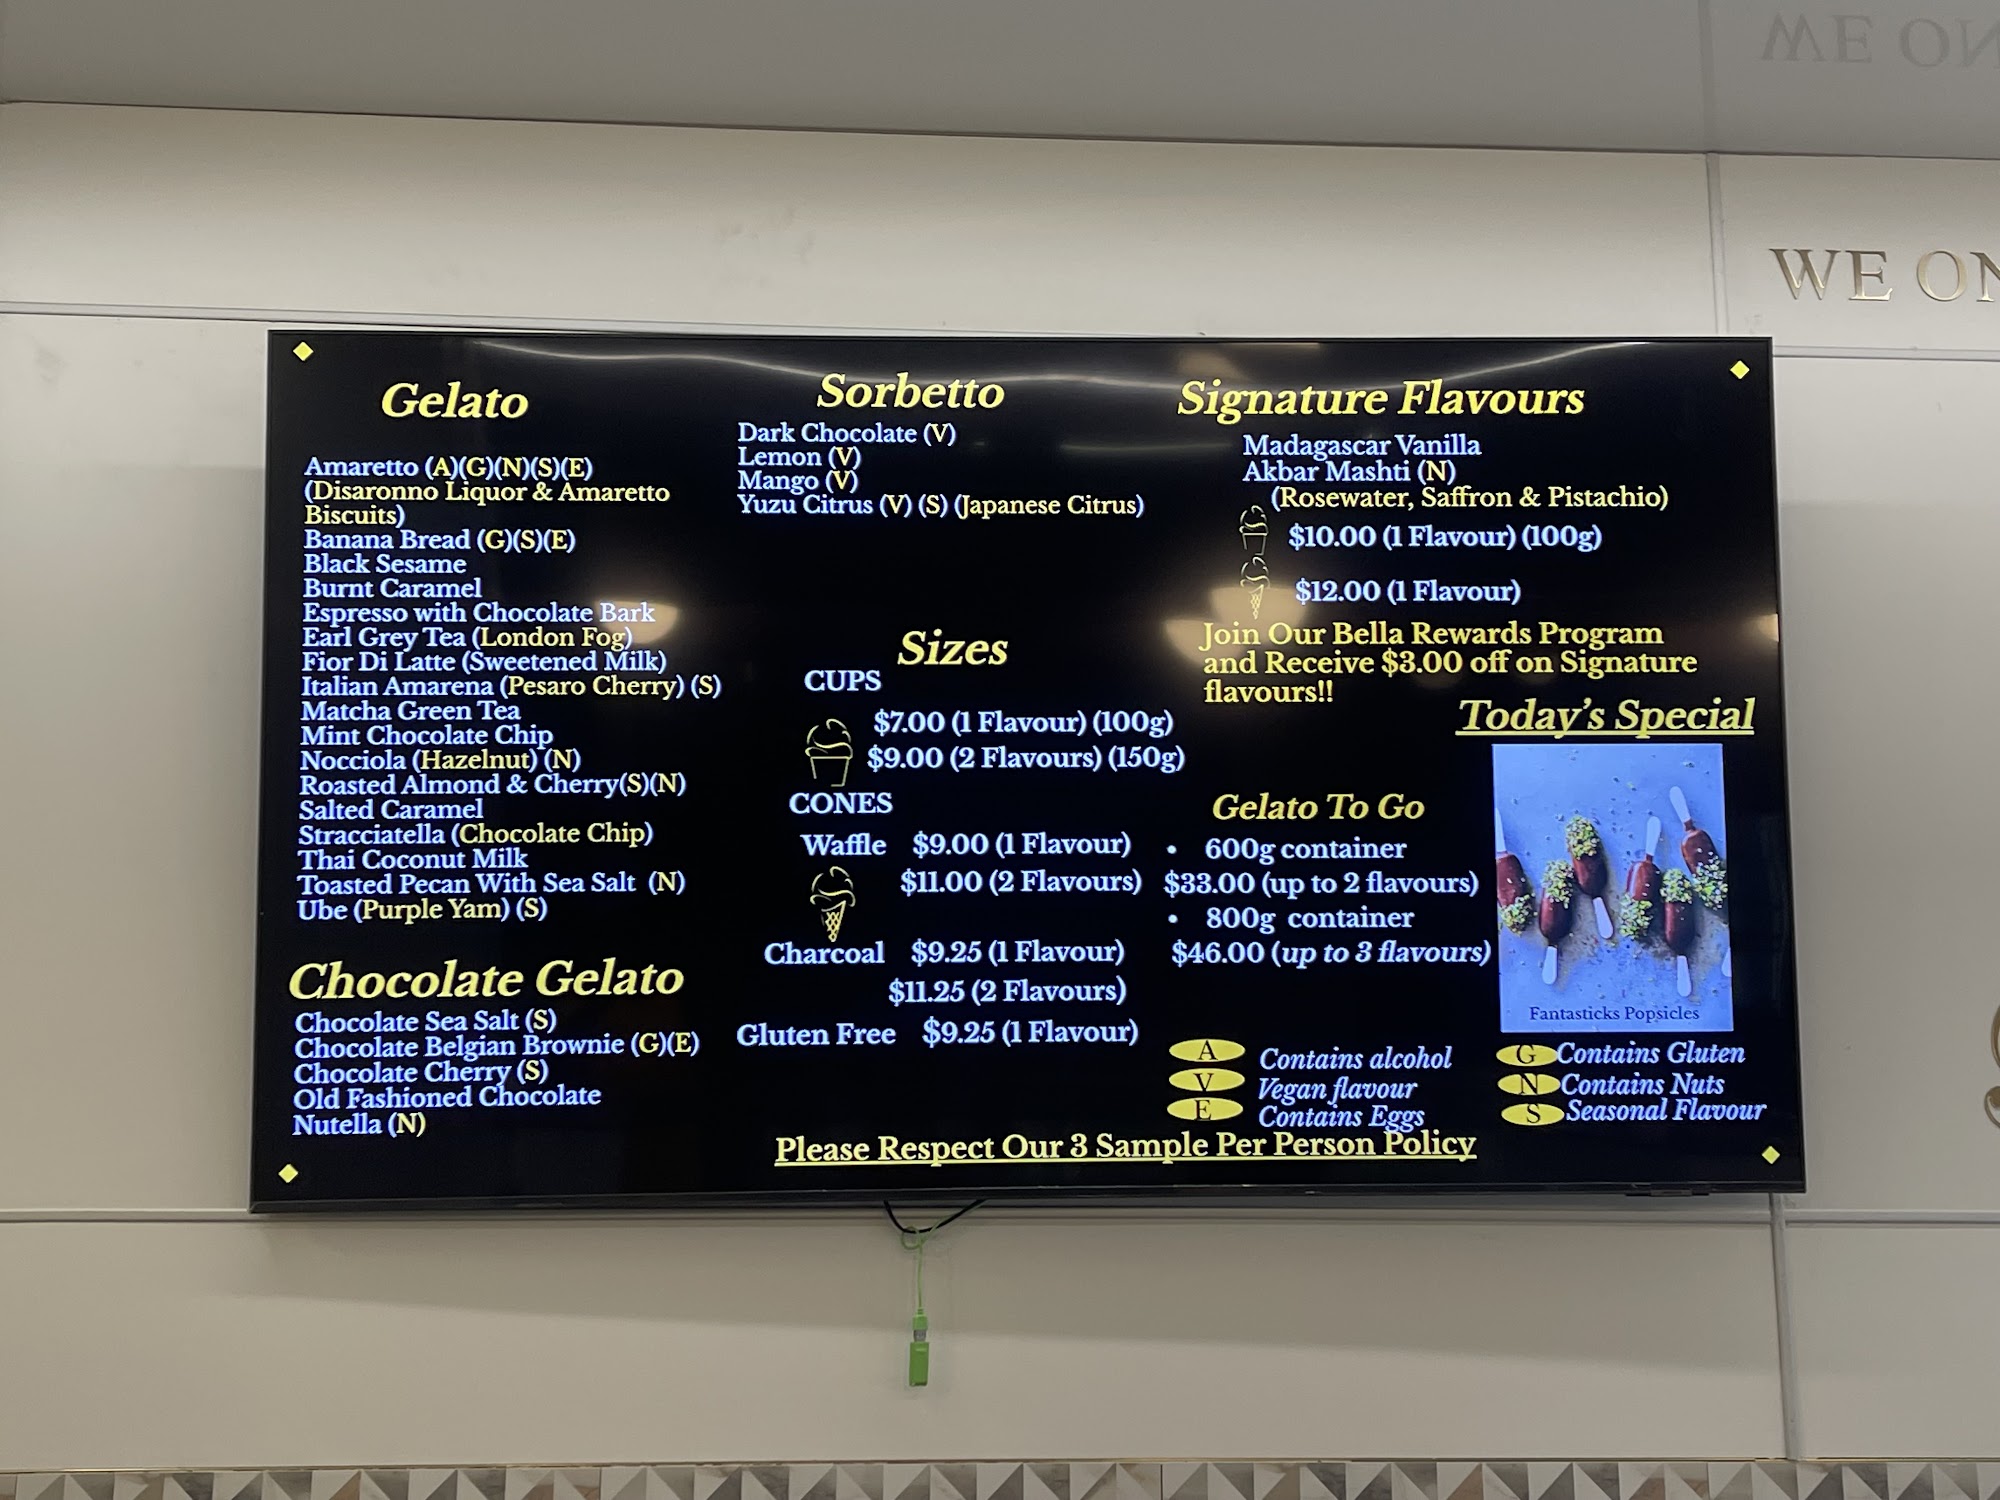 WE ON
WE ON
Gelato
Amaretto (A)(G)(N)(S)(E)
(Disaronno Liquor & Amaretto
Biscuits)
Banana Bread (G)(S)(E)
Black Sesame
Burnt Caramel
Espresso with Chocolate Bark
Earl Grey Tea (London Fog)
Fior Di Latte (Sweetened Milk)
Italian Amarena (Pesaro Cherry) (S)
Matcha Green Tea
Mint Chocolate Chip
Nocciola (Hazelnut) (N)
Roasted Almond & Cherry(S)(N)
Salted Caramel
Stracciatella (Chocolate Chip)
Thai Coconut Milk
Toasted Pecan With Sea Salt (N)
Ube (Purple Yam) (S)
Chocolate Gelato
Chocolate Sea Salt (S)
Chocolate Belgian Brownie (G)(E)
Chocolate Cherry (S)
Old Fashioned Chocolate
Nutella (N)
Sorbetto
Dark Chocolate (V)
Lemon (V)
Mango (V)
Yuzu Citrus (V) (S) (Japanese Citrus)
Sizes
CUPS
$7.00 (1 Flavour) (100g)
$9.00 (2 Flavours) (150g)
CONES
Waffle $9.00 (1 Flavour)
$11.00 (2 Flavours)
Charcoal $9.25 (1 Flavour)
$11.25 (2 Flavours)
Gluten Free $9.25 (1 Flavour)
Signature Flavours
Madagascar Vanilla
Akbar Mashti (N)
(Rosewater, Saffron & Pistachio)
$10.00 (1 Flavour) (100g)
$12.00 (1 Flavour)
Join Our Bella Rewards Program
and Receive $3.00 off on Signature
flavours!!
Today's Special
Fantasticks Popsicles
Gelato To Go
• 600g container
$33.00 (up to 2 flavours)
• 800g container
$46.00 (up to 3 flavours)
A Contains alcohol
V Vegan flavour
E Contains Eggs
G Contains Gluten
N Contains Nuts
S Seasonal Flavour
Please Respect Our 3 Sample Per Person Policy